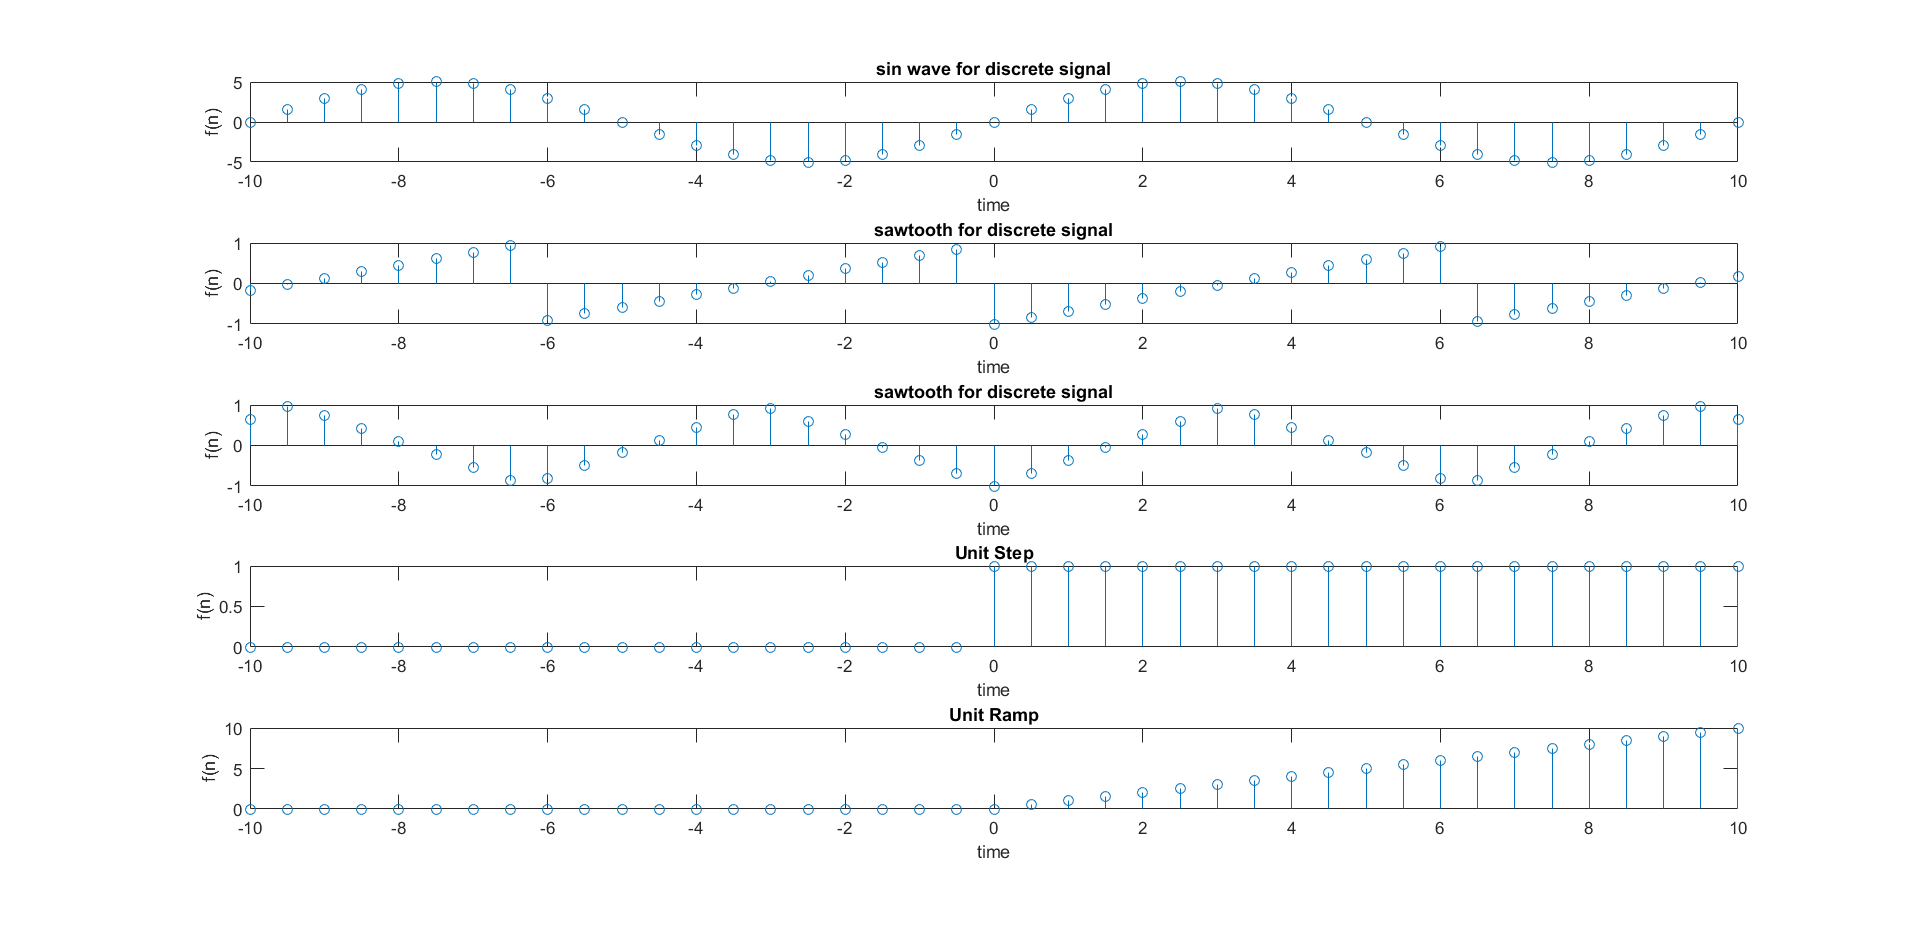 sin wave for discrete signal
5
0
-5
f(n)
-10 -8 -6 -4 -2 0 2 4 6 8 10
time
sawtooth for discrete signal
1
0
-1
f(n)
-10 -8 -6 -4 -2 0 2 4 6 8 10
time
sawtooth for discrete signal
1
0
-1
f(n)
-10 -8 -6 -4 -2 0 2 4 6 8 10
time
Unit Step
1
0.5
0
f(n)
-10 -8 -6 -4 -2 0 2 4 6 8 10
time
Unit Ramp
10
5
0
f(n)
-10 -8 -6 -4 -2 0 2 4 6 8 10
time